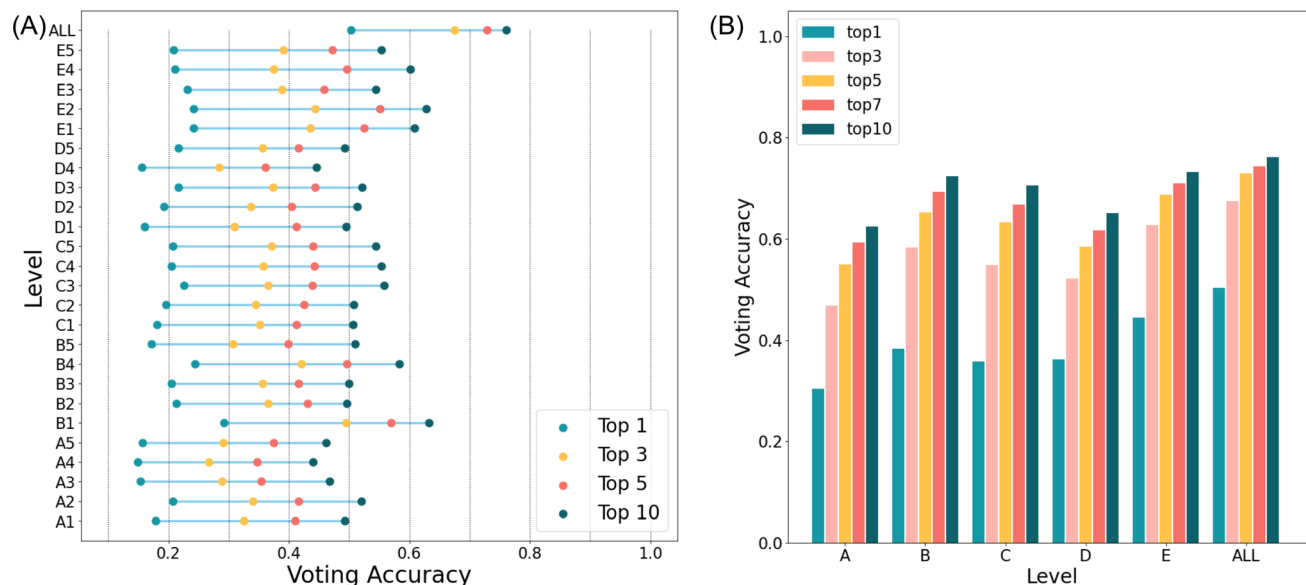 (A)
Level
ALL
E5
E4
E3
E2
E1
D5
D4
D3
D2
D1
C5
C4
C3
C2
C1
B5
B4
B3
B2
B1
A5
A4
A3
A2
A1
Top 1
Top 3
Top 5
Top 10
0.2 0.4 0.6 0.8 1.0
Voting Accuracy
(B)
Voting Accuracy
1.0
0.8
0.6
0.4
0.2
0.0
top1
top3
top5
top7
top10
A B C D E ALL
Level